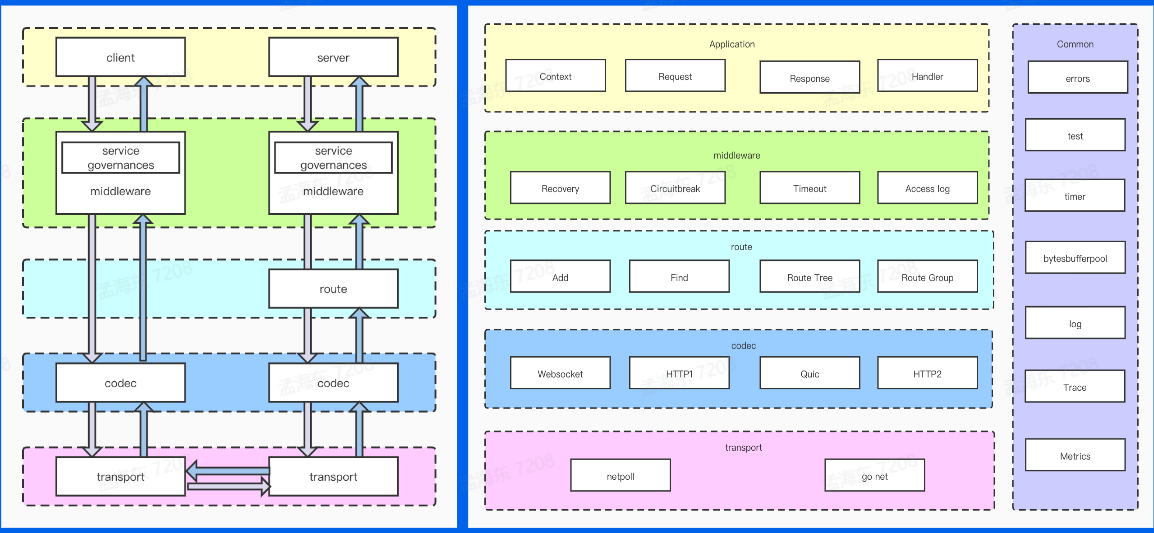 client
server
service
governances
middleware
service
governances
middleware
route
codec
codec
transport
transport
Application
Context
Request
Response
Handler
middleware
Recovery
Circuitbreak
Timeout
Access log
route
Add
Find
Route Tree
Route Group
codec
Websocket
HTTP1
Quic
HTTP2
transport
netpoll
go net
Common
errors
test
timer
bytesbufferpool
log
Trace
Metrics
孟海东 7208